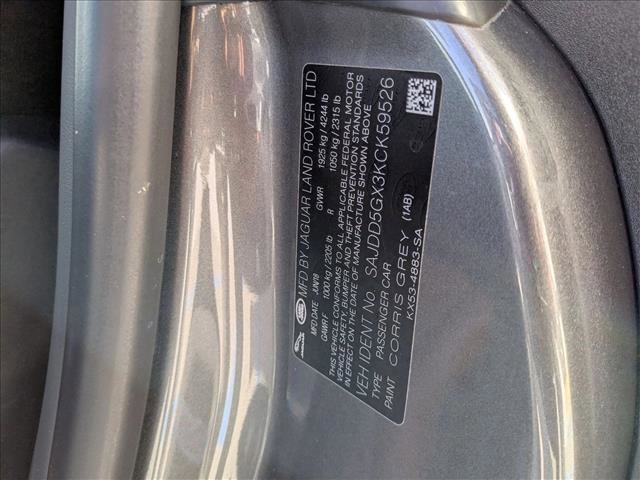 JAGUAR LAND ROVER MFD BY JAGUAR LAND ROVER LTD
MFD DATE JUN/18 GVWR 1925 kg / 4244 lb
GAWR F 1000 kg / 2205 lb R 1050 kg / 2315 lb
THIS VEHICLE CONFORMS TO ALL APPLICABLE FEDERAL MOTOR
VEHICLE SAFETY, BUMPER AND THEFT PREVENTION STANDARDS
IN EFFECT ON THE DATE OF MANUFACTURE SHOWN ABOVE
VEH IDENT No SAJDD5GX3KCK59526
TYPE PASSENGER CAR
PAINT CORRIS GREY (1AB)
KX53-4883-SA